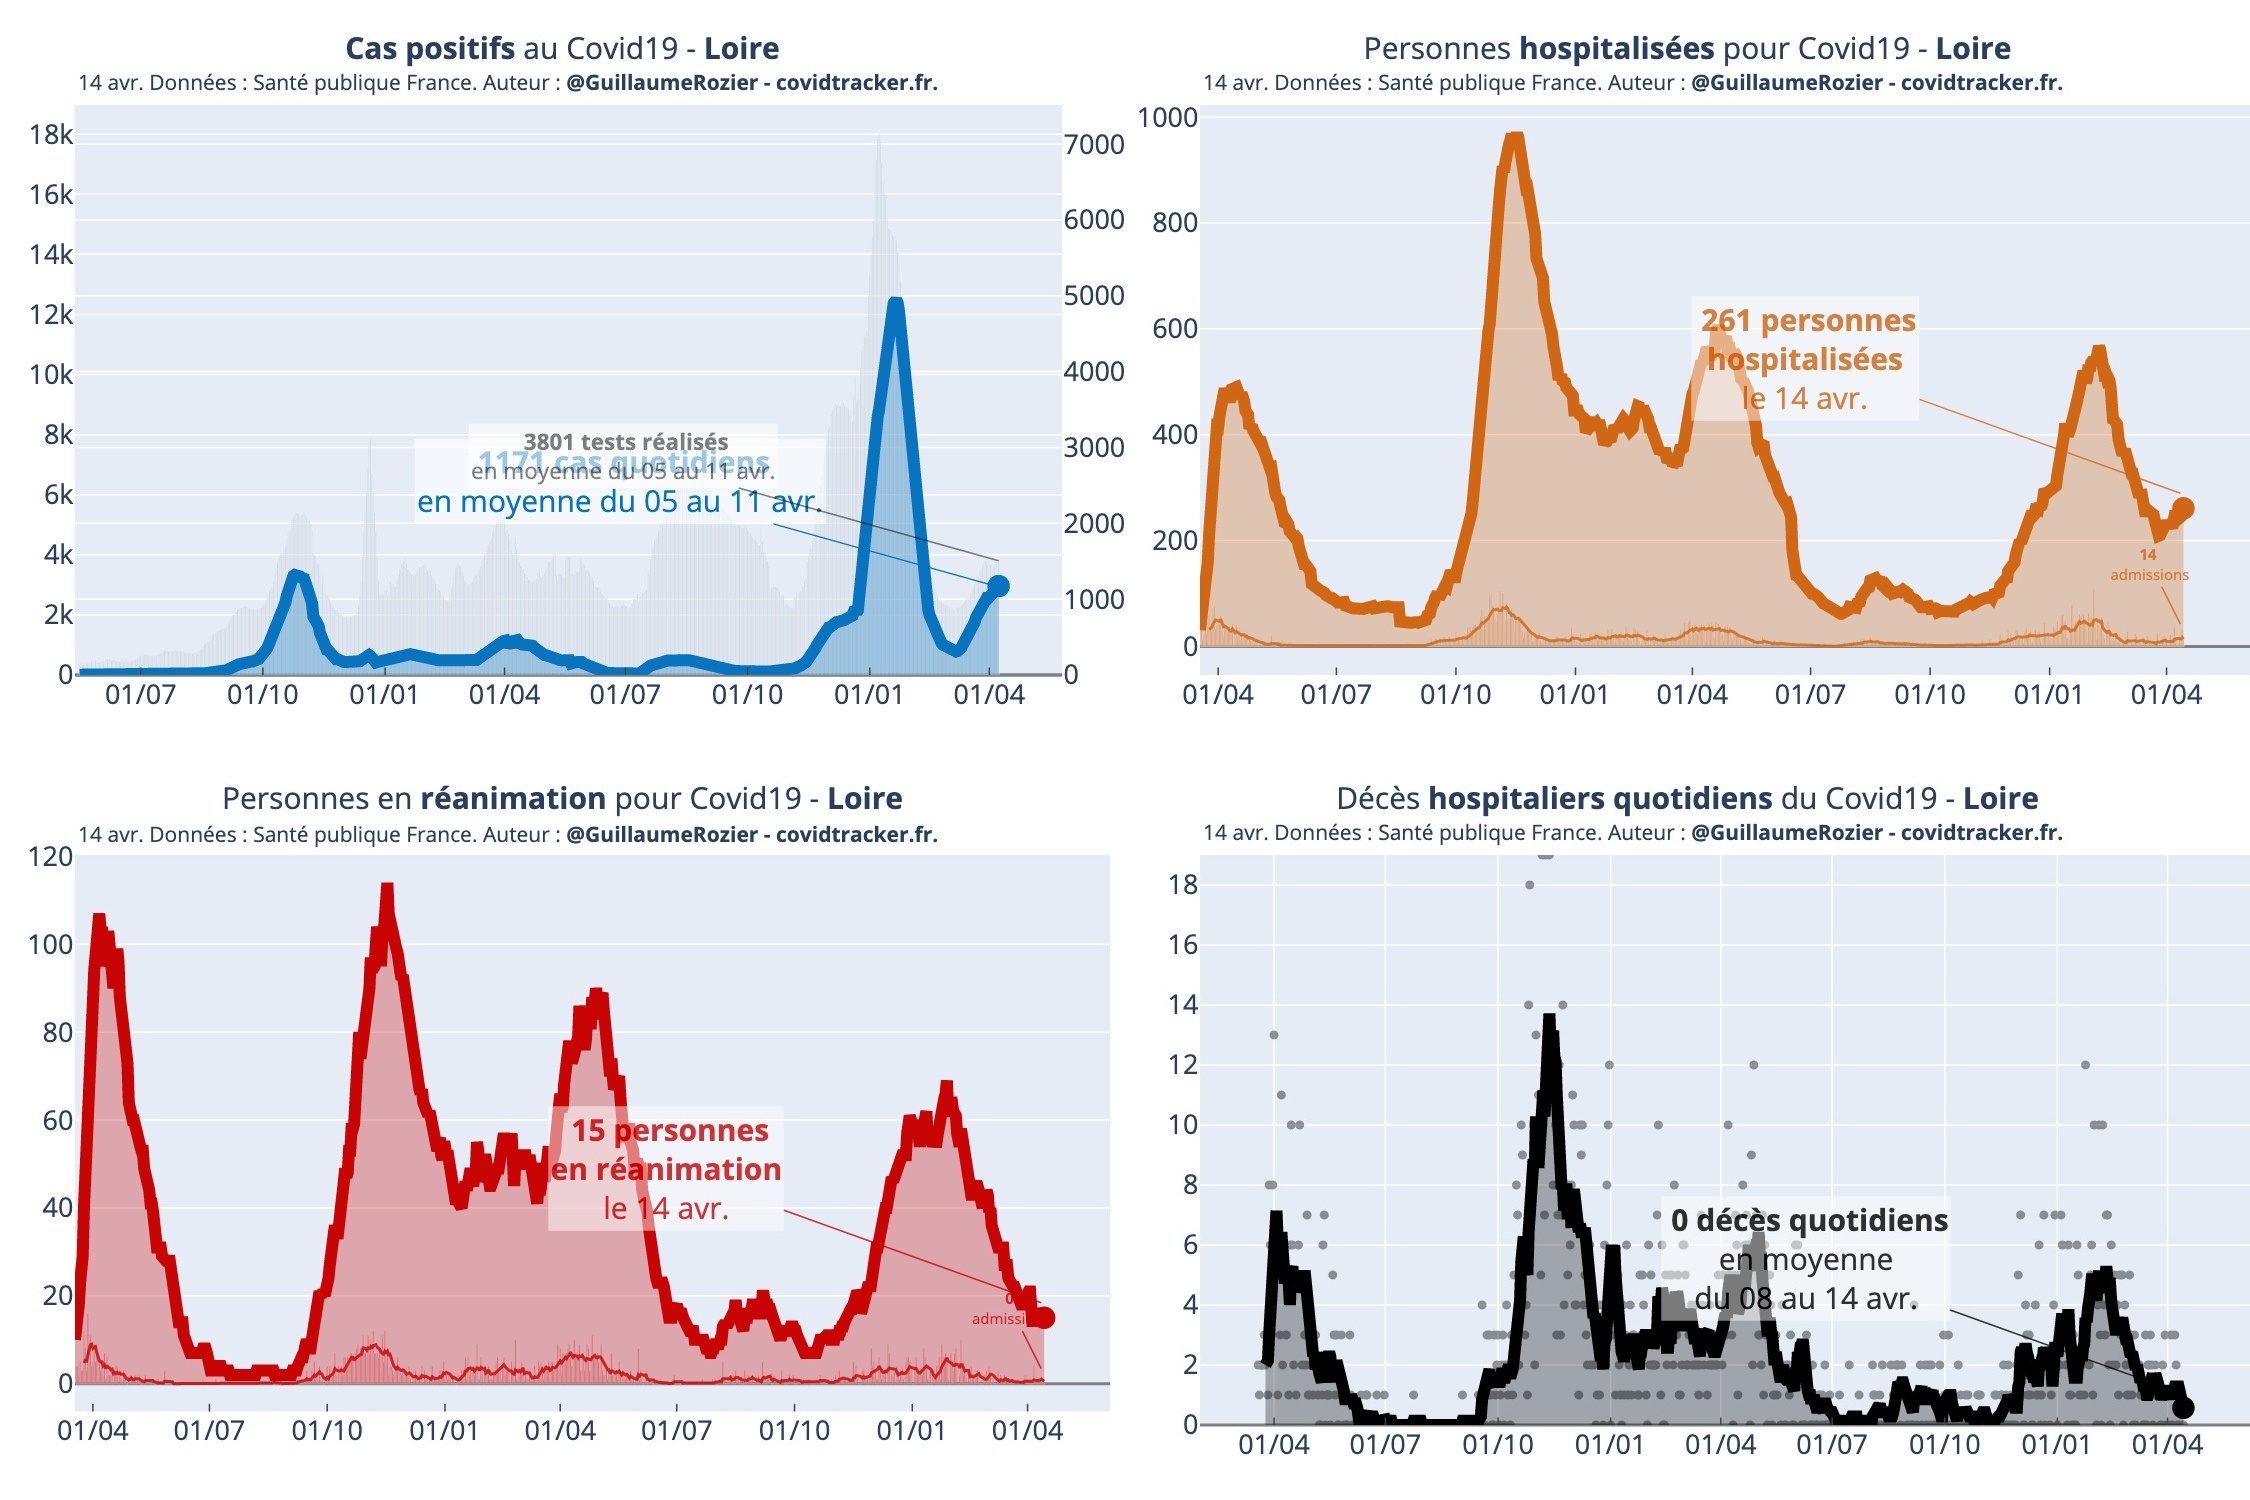 Cas positifs au Covid19 - Loire
14 avr. Données : Santé publique France. Auteur : @GuillaumeRozier - covidtracker.fr.
18k
16k
14k
12k
10k
8k
6k
4k
2k
0
7000
6000
5000
4000
3000
2000
1000
0
3801 tests réalisés
en moyenne du 05 au 11 avr.
1171 cas quotidiens
en moyenne du 05 au 11 avr.
01/07 01/10 01/01 01/04 01/07 01/10 01/01 01/04
Personnes hospitalisées pour Covid19 - Loire
14 avr. Données : Santé publique France. Auteur : @GuillaumeRozier - covidtracker.fr.
1000
800
600
400
200
0
261 personnes
hospitalisées
le 14 avr.
14
admissions
01/04 01/07 01/10 01/01 01/04 01/07 01/10 01/01 01/04
Personnes en réanimation pour Covid19 - Loire
14 avr. Données : Santé publique France. Auteur : @GuillaumeRozier - covidtracker.fr.
120
100
80
60
40
20
0
15 personnes
en réanimation
le 14 avr.
0
admissi
01/04 01/07 01/10 01/01 01/04 01/07 01/10 01/01 01/04
Décès hospitaliers quotidiens du Covid19 - Loire
14 avr. Données : Santé publique France. Auteur : @GuillaumeRozier - covidtracker.fr.
18
16
14
12
10
8
6
4
2
0
0 décès quotidiens
en moyenne
du 08 au 14 avr.
01/04 01/07 01/10 01/01 01/04 01/07 01/10 01/01 01/04